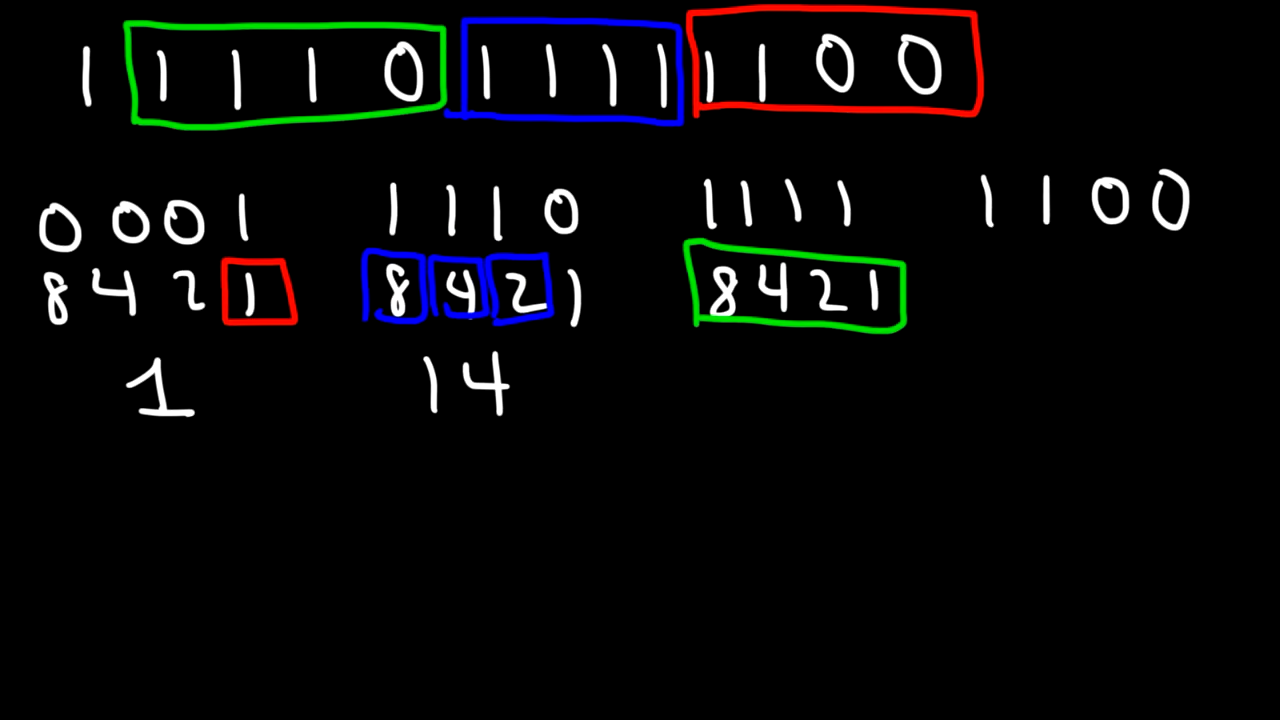 1 1 1 1 0 1 1 1 1 1 1 0 0
0 0 0 1 1 1 1 0 1 1 1 1 1 1 0 0
8 4 2 1 8 4 2 1 8 4 2 1
1 14